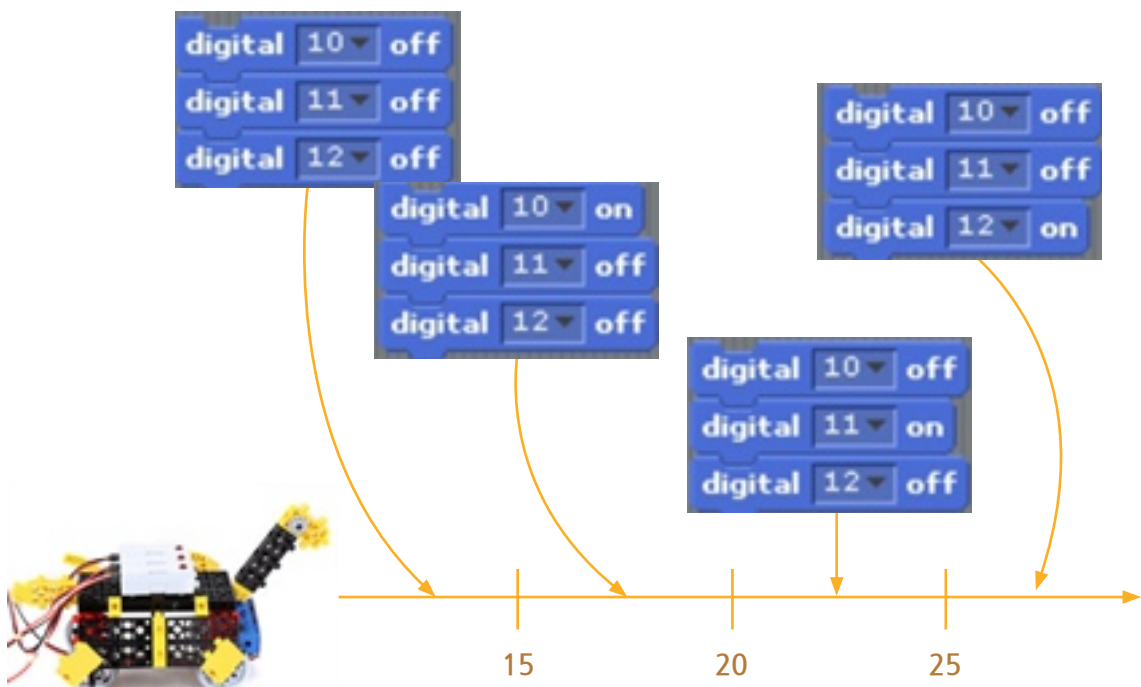 digital 10 off
digital 11 off
digital 12 off
digital 10 on
digital 11 off
digital 12 off
digital 10 off
digital 11 on
digital 12 off
digital 10 off
digital 11 off
digital 12 on
15
20
25